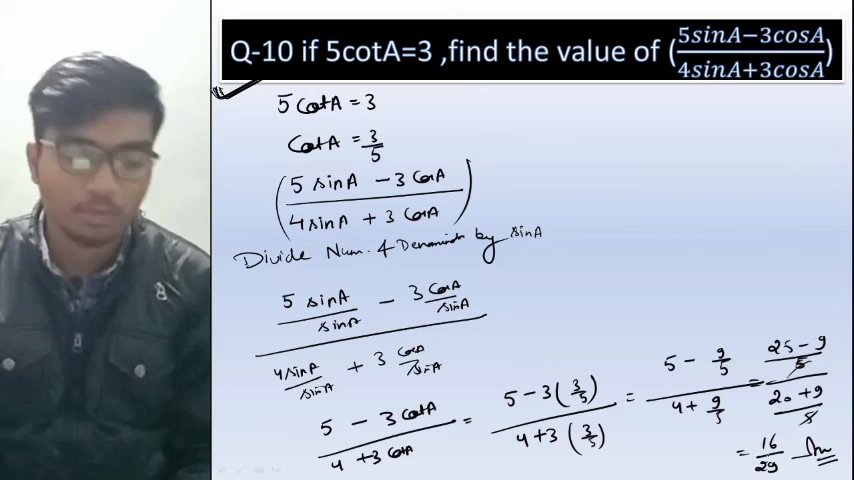 Q-10 if 5cotA=3 ,find the value of (5sinA−3cosA / 4sinA+3cosA)
5 cotA = 3
cotA = 3/5
(5 sinA − 3 cosA / 4 sinA + 3 cosA)
Divide Num. & Denominator by sinA
5 sinA/sinA − 3 cosA/sinA
4 sinA/sinA + 3 cosA/sinA
5 − 3 cotA / 4 + 3 cotA = 5 − 3(3/5) / 4 + 3(3/5) = 5 − 9/5 / 4 + 9/5 = 25 − 9/5 / 20 + 9/5
= 16/29 Ans